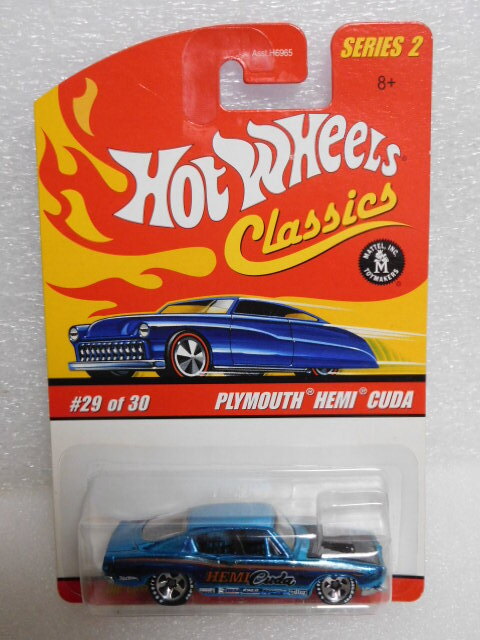 Asst.H6965
SERIES 2
8+
HOT WHEELS®
Classics
MATTEL, INC.
M
TOYMAKERS
#29 of 30
PLYMOUTH® HEMI® CUDA
HEMI Cuda